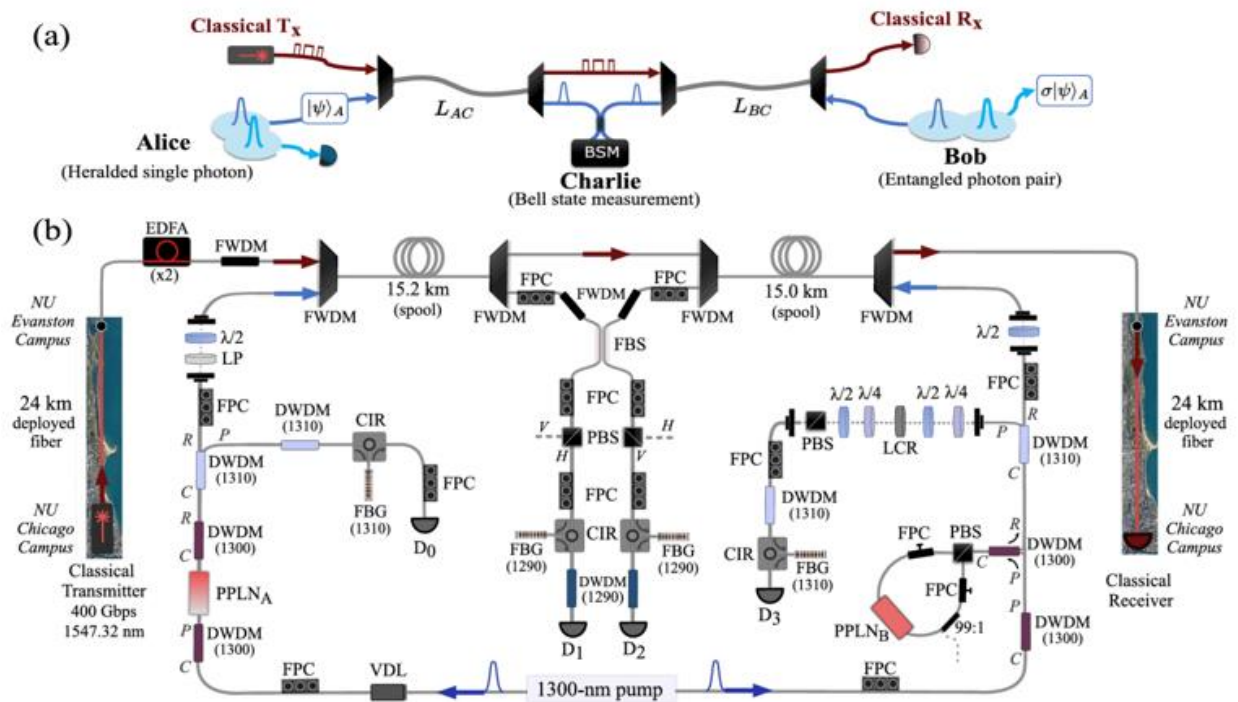 (a)
Classical Tx
Classical Rx
|ψ⟩A
LAC
LBC
σ|ψ⟩A
BSM
Alice
(Heralded single photon)
Charlie
(Bell state measurement)
Bob
(Entangled photon pair)
(b)
EDFA
(x2)
FWDM
FWDM
15.2 km
(spool)
FWDM
FPC
FWDM
FPC
FWDM
15.0 km
(spool)
FWDM
NU
Evanston
Campus
24 km
deployed
fiber
NU
Chicago
Campus
Classical
Transmitter
400 Gbps
1547.32 nm
λ/2
LP
FPC
R
P
C
DWDM
(1310)
DWDM
(1310)
CIR
FBG
(1310)
FPC
D0
R
C
DWDM
(1300)
PPLNA
P
C
DWDM
(1300)
FPC
VDL
1300-nm pump
FBS
FPC
V
PBS
H
H
V
FPC
CIR
FBG
(1290)
FBG
(1290)
DWDM
(1290)
D1
D2
λ/2
FPC
R
P
DWDM
(1310)
C
λ/2 λ/4
λ/2 λ/4
PBS
LCR
FPC
DWDM
(1310)
CIR
FBG
(1310)
D3
FPC
PBS
R
C
P
DWDM
(1300)
FPC
PPLNB
99:1
P
DWDM
(1300)
C
FPC
NU
Evanston
Campus
24 km
deployed
fiber
NU
Chicago
Campus
Classical
Receiver